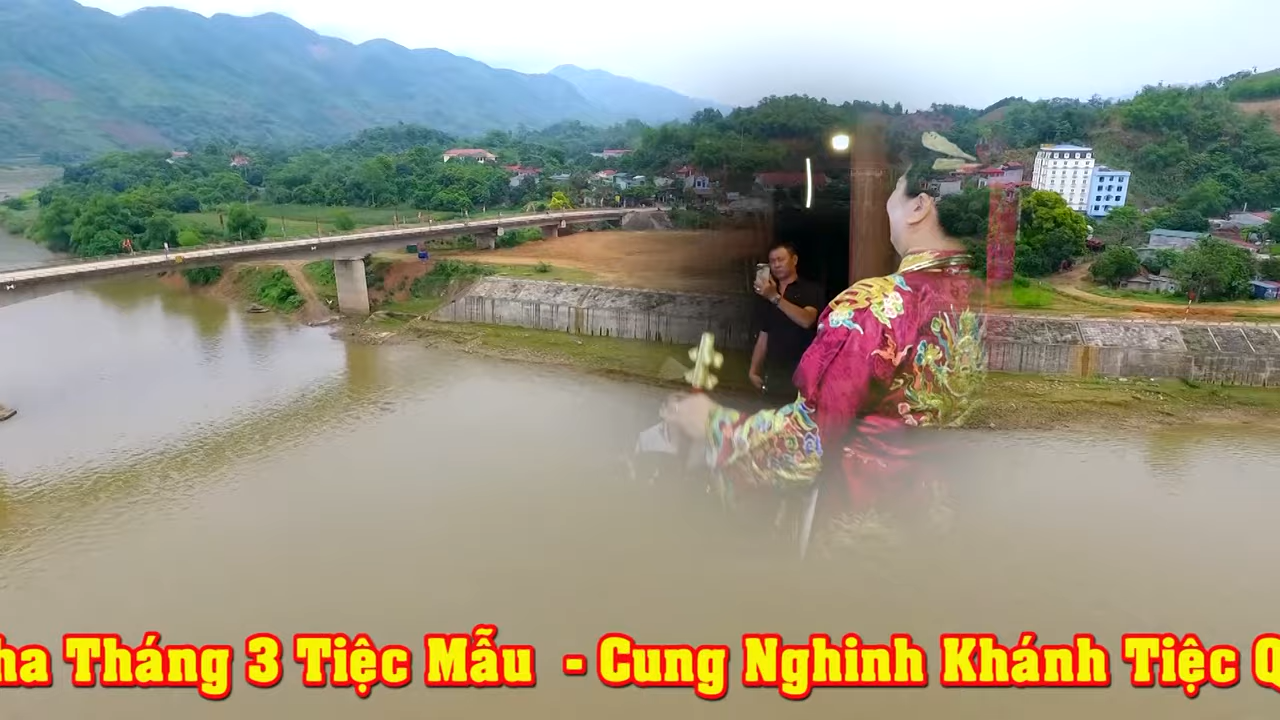 ha Tháng 3 Tiệc Mẫu - Cung Nghinh Khánh Tiệc Q